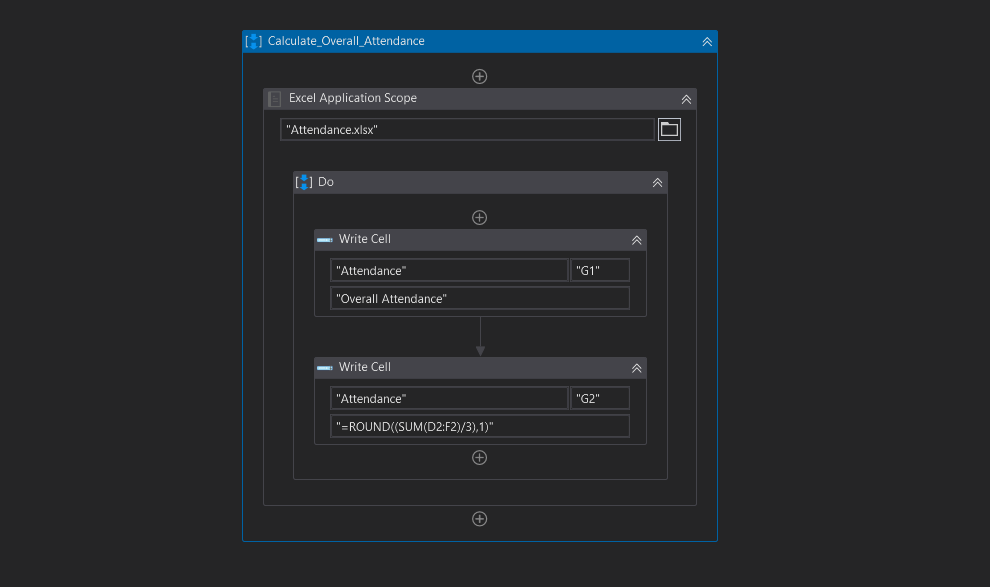 Calculate_Overall_Attendance
Excel Application Scope
"Attendance.xlsx"
Do
Write Cell
"Attendance" "G1"
"Overall Attendance"
Write Cell
"Attendance" "G2"
"=ROUND((SUM(D2:F2)/3),1)"